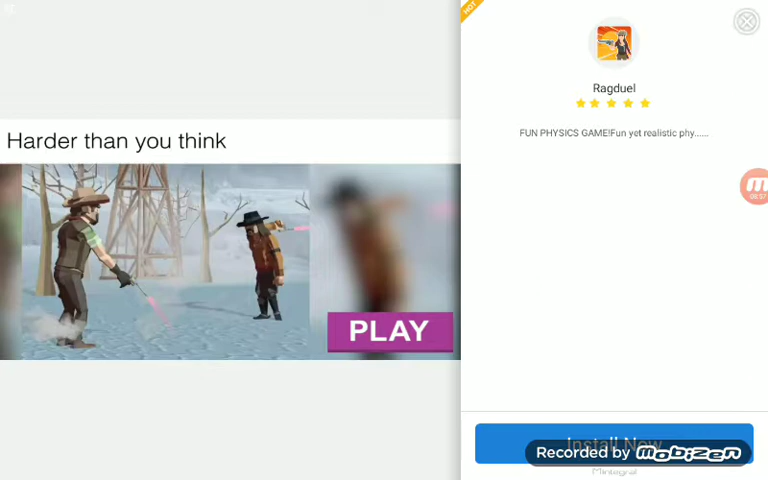 Harder than you think
PLAY
HOT
Ragduel
FUN PHYSICS GAME!Fun yet realistic phy......
Install Now
Recorded by mobizen
Mintegral